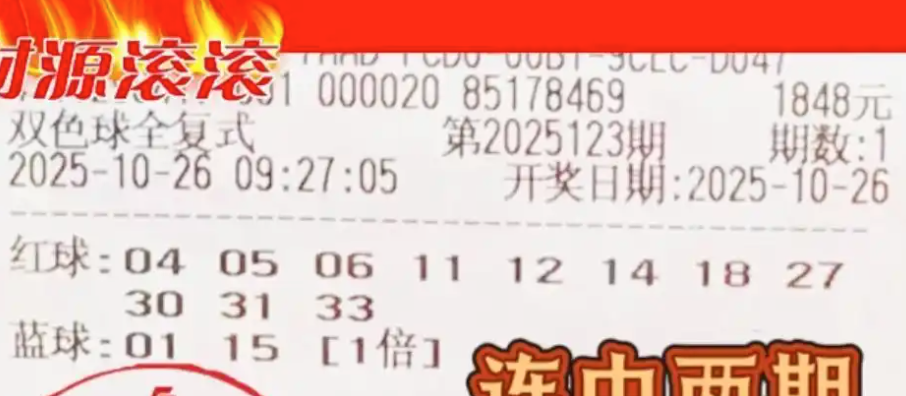 财源滚滚
000020 85178469 1848元
双色球全复式 第2025123期 期数:1
2025-10-26 09:27:05 开奖日期:2025-10-26
红球: 04 05 06 11 12 14 18 27
30 31 33
蓝球: 01 15 [1倍]
连中两期